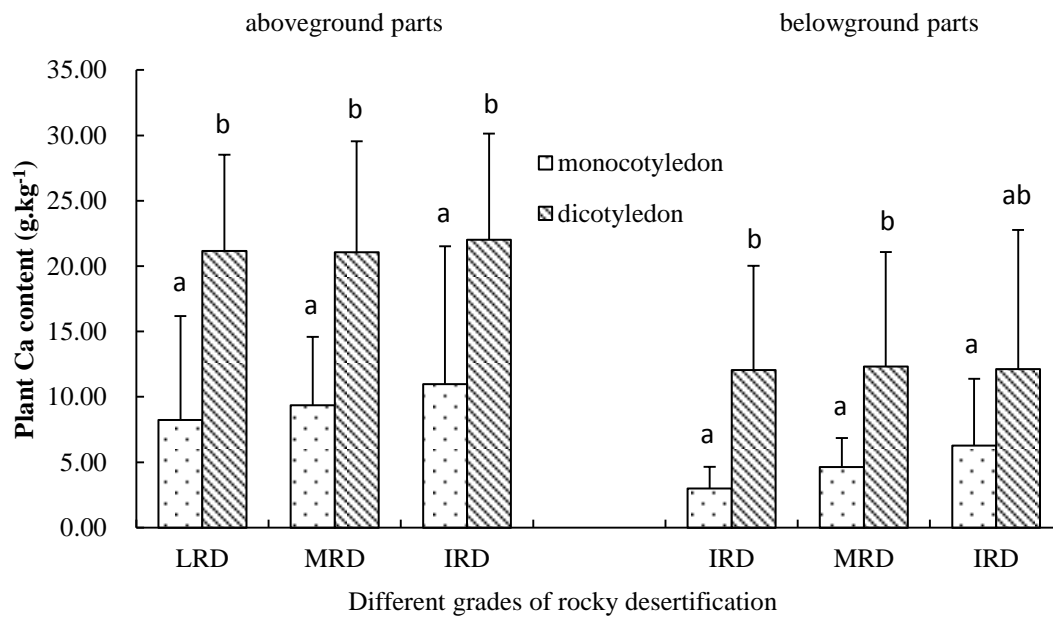 aboveground parts belowground parts
35.00
30.00
25.00
20.00
15.00
10.00
5.00
0.00
Plant Ca content (g.kg-1)
a b a b a b a b a b a ab
monocotyledon
dicotyledon
LRD MRD IRD IRD MRD IRD
Different grades of rocky desertification